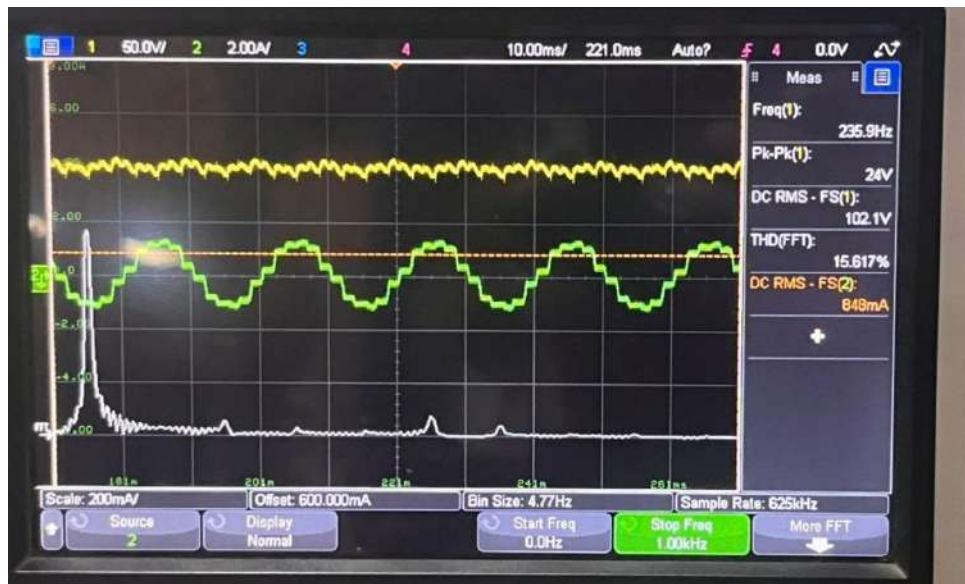 1 50.0V/ 2 2.00A/ 3 4 10.00ms/ 221.0ms Auto? 4 0.0V
Meas
Freq(1):
235.9Hz
Pk-Pk(1):
24V
DC RMS - FS(1):
102.1V
THD(FFT):
15.617%
DC RMS - FS(2):
848mA
6.00
2.00
0
-2.00
-4.00
181m 201m 221m 241m 261ms
Scale: 200mA/ Offset: 600.000mA Bin Size: 4.77Hz Sample Rate: 625kHz
Source
2
Display
Normal
Start Freq
0.0Hz
Stop Freq
1.00kHz
More FFT